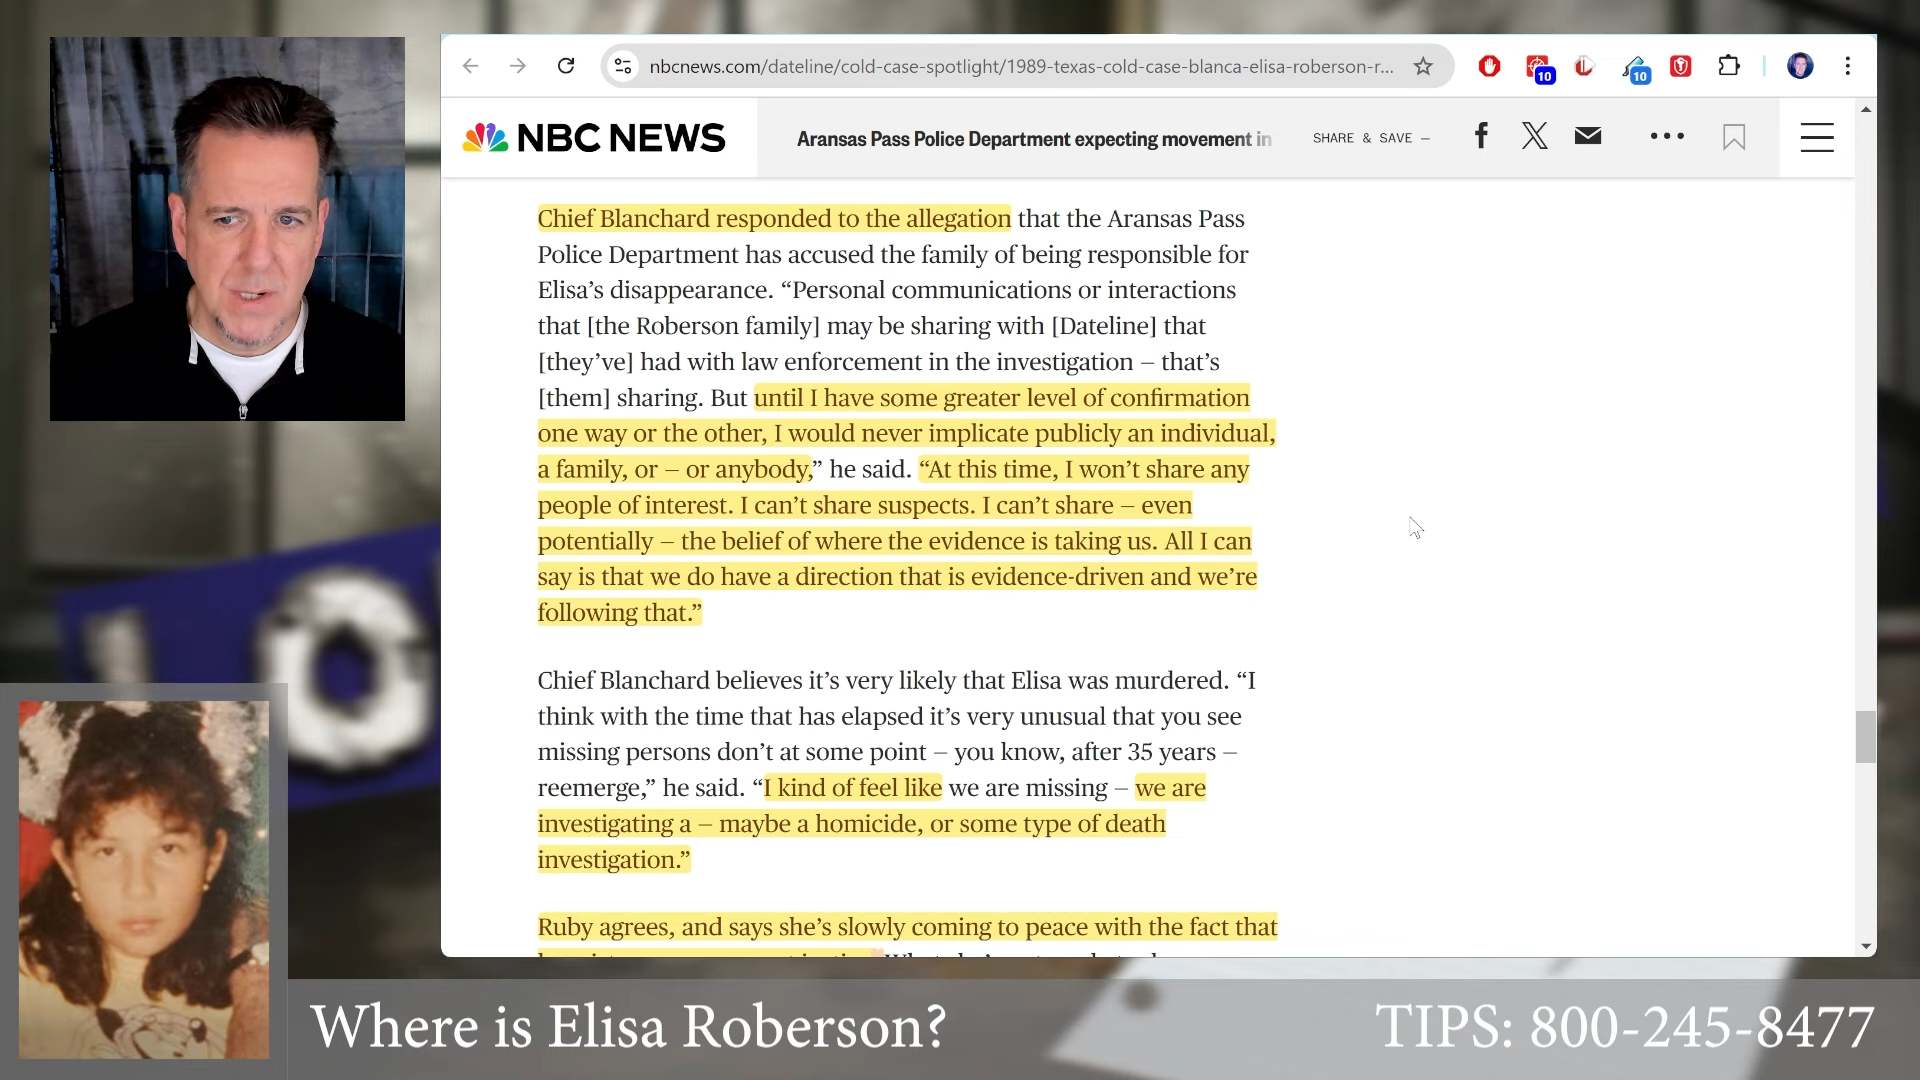 nbcnews.com/dateline/cold-case-spotlight/1989-texas-cold-case-blanca-elisa-roberson-r...
10
10
NBC NEWS
Aransas Pass Police Department expecting movement in
SHARE & SAVE –
Chief Blanchard responded to the allegation that the Aransas Pass
Police Department has accused the family of being responsible for
Elisa’s disappearance. “Personal communications or interactions
that [the Roberson family] may be sharing with [Dateline] that
[they’ve] had with law enforcement in the investigation – that’s
[them] sharing. But until I have some greater level of confirmation
one way or the other, I would never implicate publicly an individual,
a family, or – or anybody,” he said. “At this time, I won’t share any
people of interest. I can’t share suspects. I can’t share – even
potentially – the belief of where the evidence is taking us. All I can
say is that we do have a direction that is evidence-driven and we’re
following that.”
Chief Blanchard believes it’s very likely that Elisa was murdered. “I
think with the time that has elapsed it’s very unusual that you see
missing persons don’t at some point – you know, after 35 years –
reemerge,” he said. “I kind of feel like we are missing – we are
investigating a – maybe a homicide, or some type of death
investigation.”
Ruby agrees, and says she’s slowly coming to peace with the fact that
Where is Elisa Roberson?
TIPS: 800-245-8477